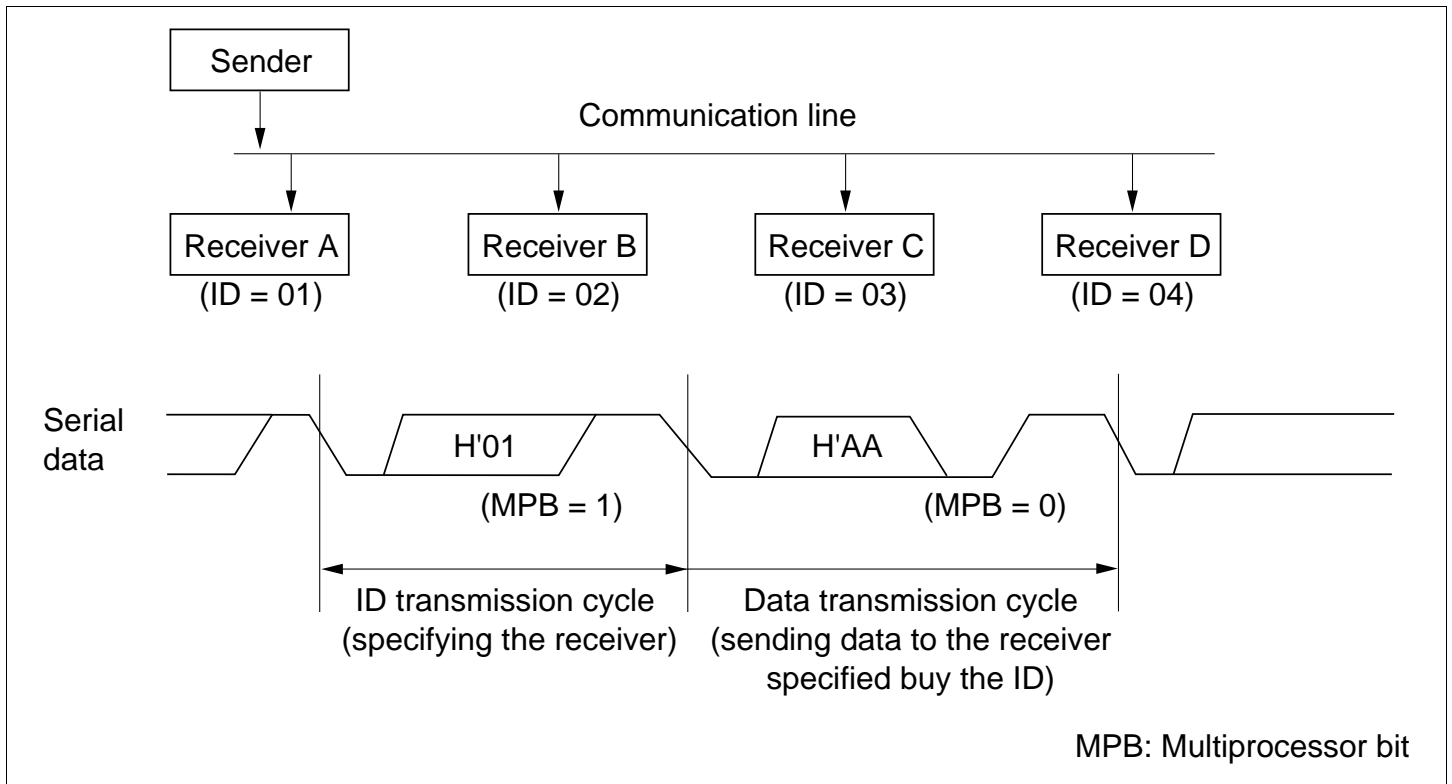 Sender
Communication line
Receiver A
Receiver B
Receiver C
Receiver D
(ID = 01)
(ID = 02)
(ID = 03)
(ID = 04)
Serial
data
H'01
H'AA
(MPB = 1)
(MPB = 0)
ID transmission cycle
(specifying the receiver)
Data transmission cycle
(sending data to the receiver
specified buy the ID)
MPB: Multiprocessor bit